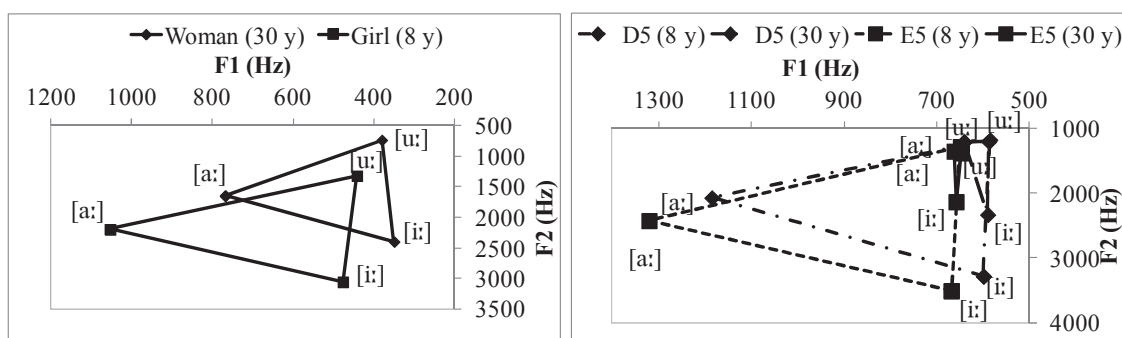 Woman (30 y) Girl (8 y)
F1 (Hz)
1200 1000 800 600 400 200
500
1000
1500
2000
2500
3000
3500
F2 (Hz)
[uː]
[uː]
[aː]
[aː]
[iː]
[iː]
D5 (8 y) D5 (30 y) E5 (8 y) E5 (30 y)
F1 (Hz)
1300 1100 900 700 500
1000
2000
3000
4000
F2 (Hz)
[uː]
[uː]
[uː]
[aː]
[aː]
[aː]
[aː]
[iː]
[iː]
[iː]
[iː]